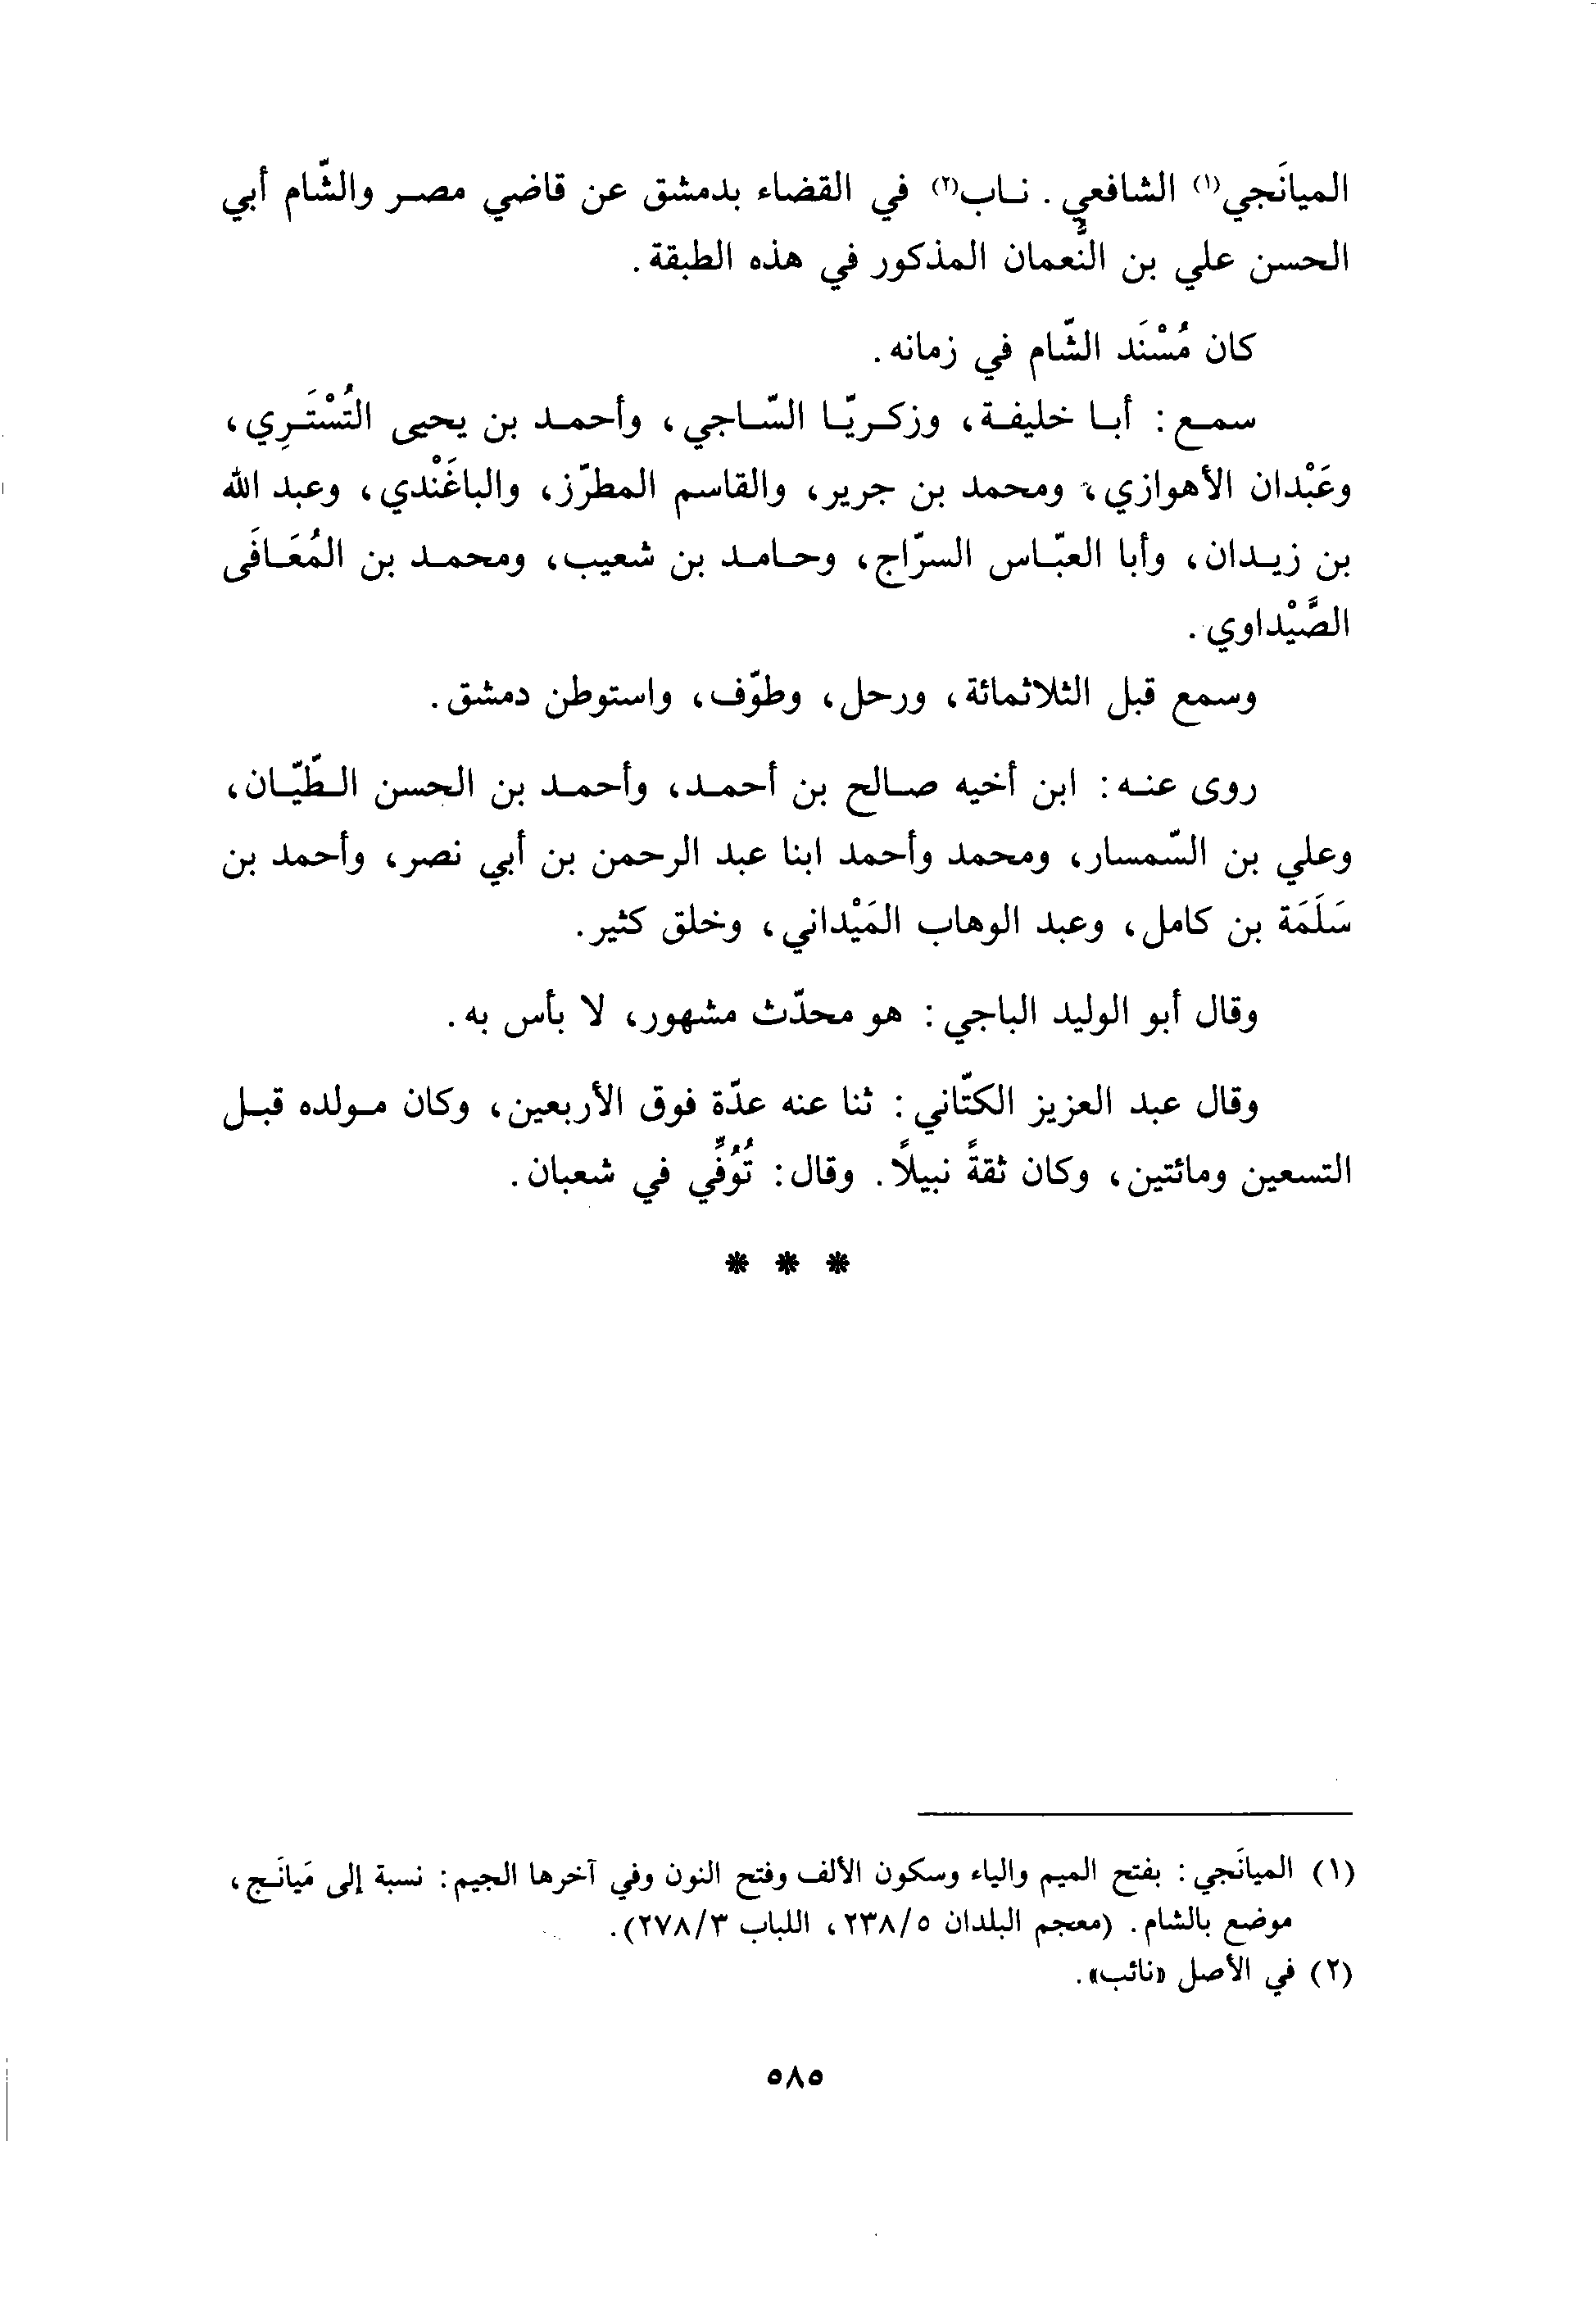 الميانَجي(١) الشافعي. نـاب(٢) في القضاء بدمشق عن قاضي مصر والشّام أبي
الحسن علي بن النُّعمان المذكور في هذه الطبقة.
كان مُسْنَد الشّام في زمانه.
سمع: أبا خليفة، وزكريّا السّاجي، وأحمد بن يحيى التُسْتَرِي،
وعَبْدان الأهوازي، ومحمد بن جرير، والقاسم المطرّز، والباغَنْدي، وعبد الله
بن زيدان، وأبا العبّاس السرّاج، وحامد بن شعيب، ومحمد بن المُعَافَى
الصَّيْداوي.
وسمع قبل الثلاثمائة، ورحل، وطوّف، واستوطن دمشق.
روى عنه: ابن أخيه صالح بن أحمد، وأحمد بن الحسن الطّيّان،
وعلي بن السّمسار، ومحمد وأحمد ابنا عبد الرحمن بن أبي نصر، وأحمد بن
سَلَمَة بن كامل، وعبد الوهاب المَيْداني، وخلق كثير.
وقال أبو الوليد الباجي: هو محدّث مشهور، لا بأس به.
وقال عبد العزيز الكتّاني: ثنا عنه عدّة فوق الأربعين، وكان مولده قبل
التسعين ومائتين، وكان ثقةً نبيلًا. وقال: تُوُفِّي في شعبان.
* * *
(١) الميانَجي: بفتح الميم والياء وسكون الألف وفتح النون وفي آخرها الجيم: نسبة إلى مَيانَج،
موضع بالشام. (معجم البلدان ٢٣٨/٥، اللباب ٢٧٨/٣).
(٢) في الأصل «نائب».
٥٨٥